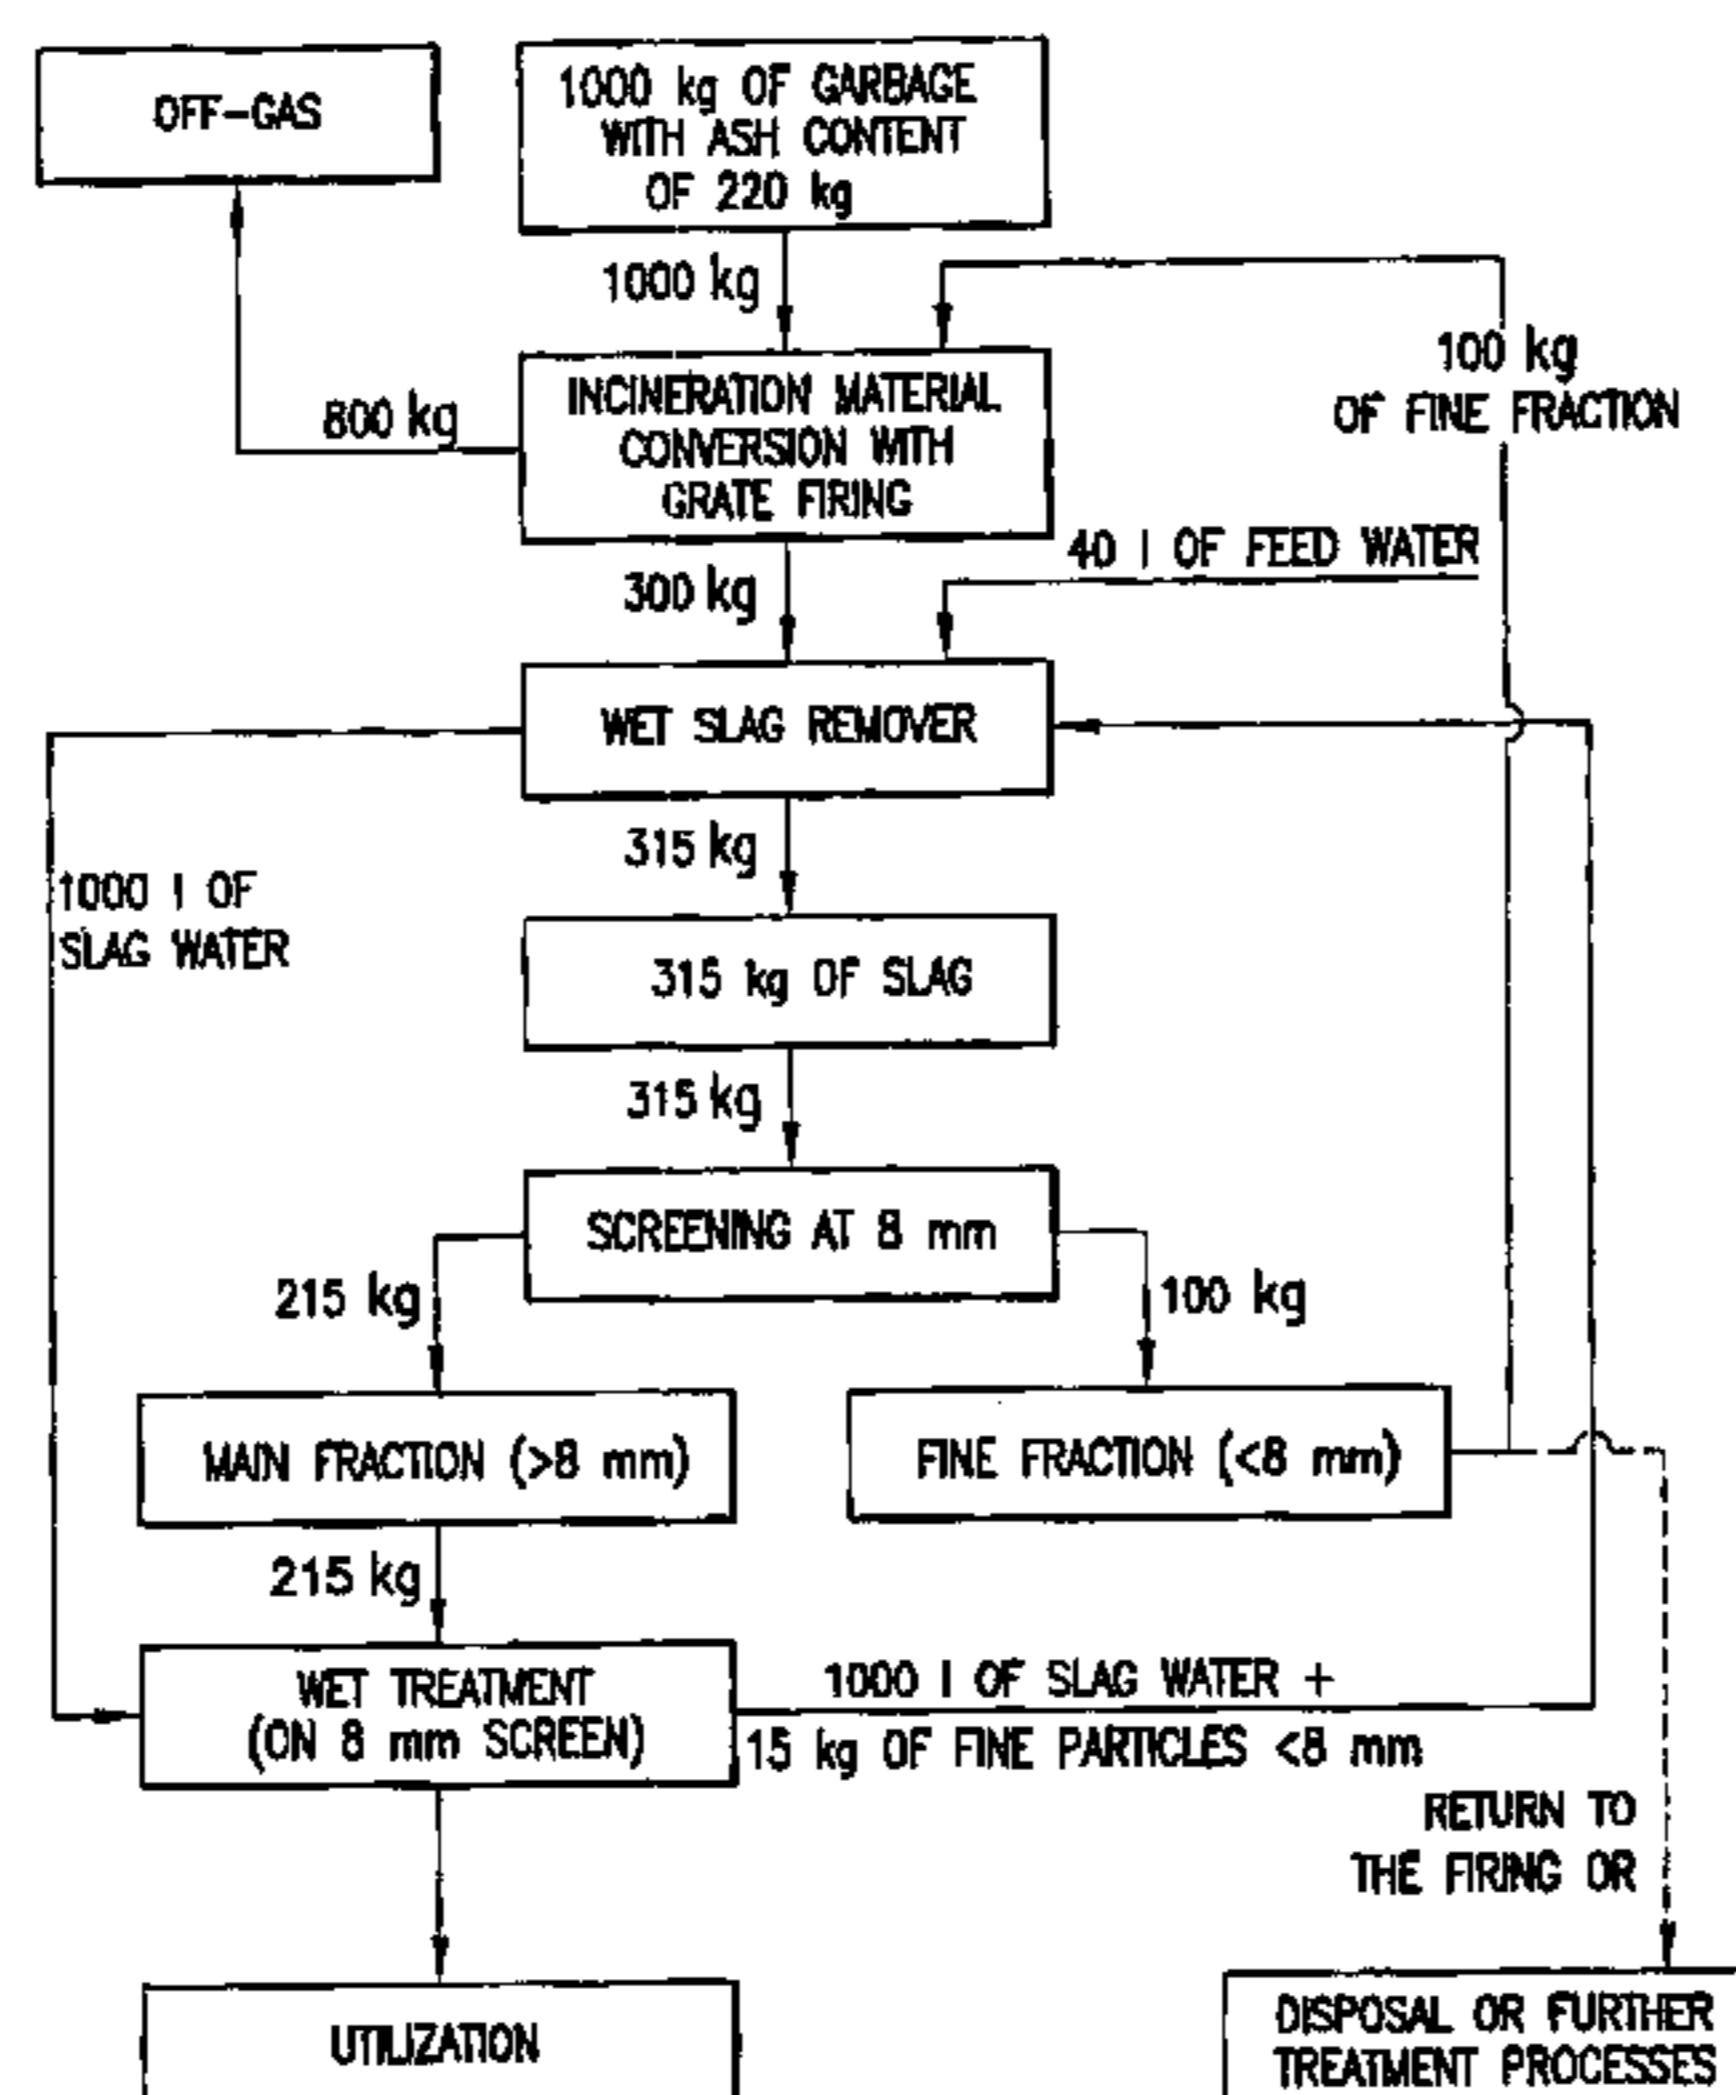 OFF-GAS
1000 kg OF GARBAGE
WITH ASH CONTENT
OF 220 kg
1000 kg
100 kg
OF FINE FRACTION
800 kg
INCINERATION MATERIAL
CONVERSION WITH
GRATE FIRING
40 l OF FEED WATER
300 kg
WET SLAG REMOVER
315 kg
1000 l OF
SLAG WATER
315 kg OF SLAG
315 kg
SCREENING AT 8 mm
215 kg
100 kg
MAIN FRACTION (>8 mm)
FINE FRACTION (<8 mm)
215 kg
WET TREATMENT
(ON 8 mm SCREEN)
1000 l OF SLAG WATER +
15 kg OF FINE PARTICLES <8 mm
RETURN TO
THE FIRING OR
UTILIZATION
DISPOSAL OR FURTHER
TREATMENT PROCESSES